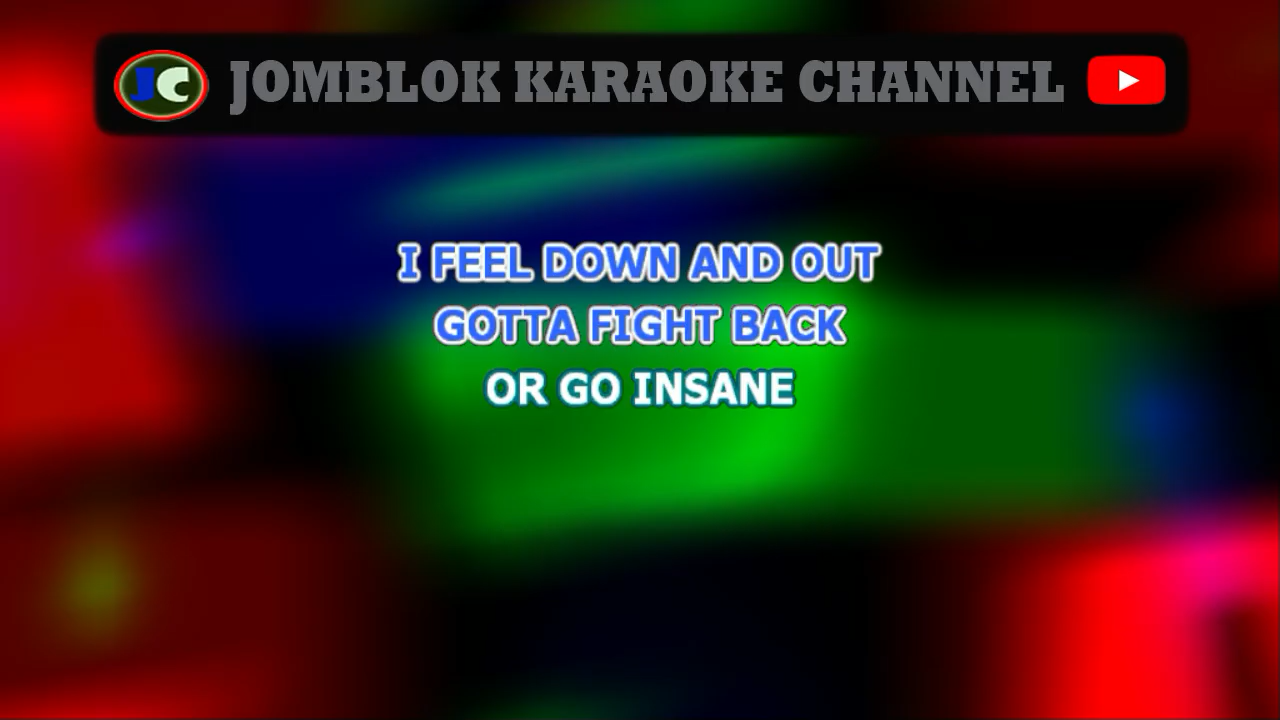 JC JOMBLOK KARAOKE CHANNEL
I FEEL DOWN AND OUT
GOTTA FIGHT BACK
OR GO INSANE